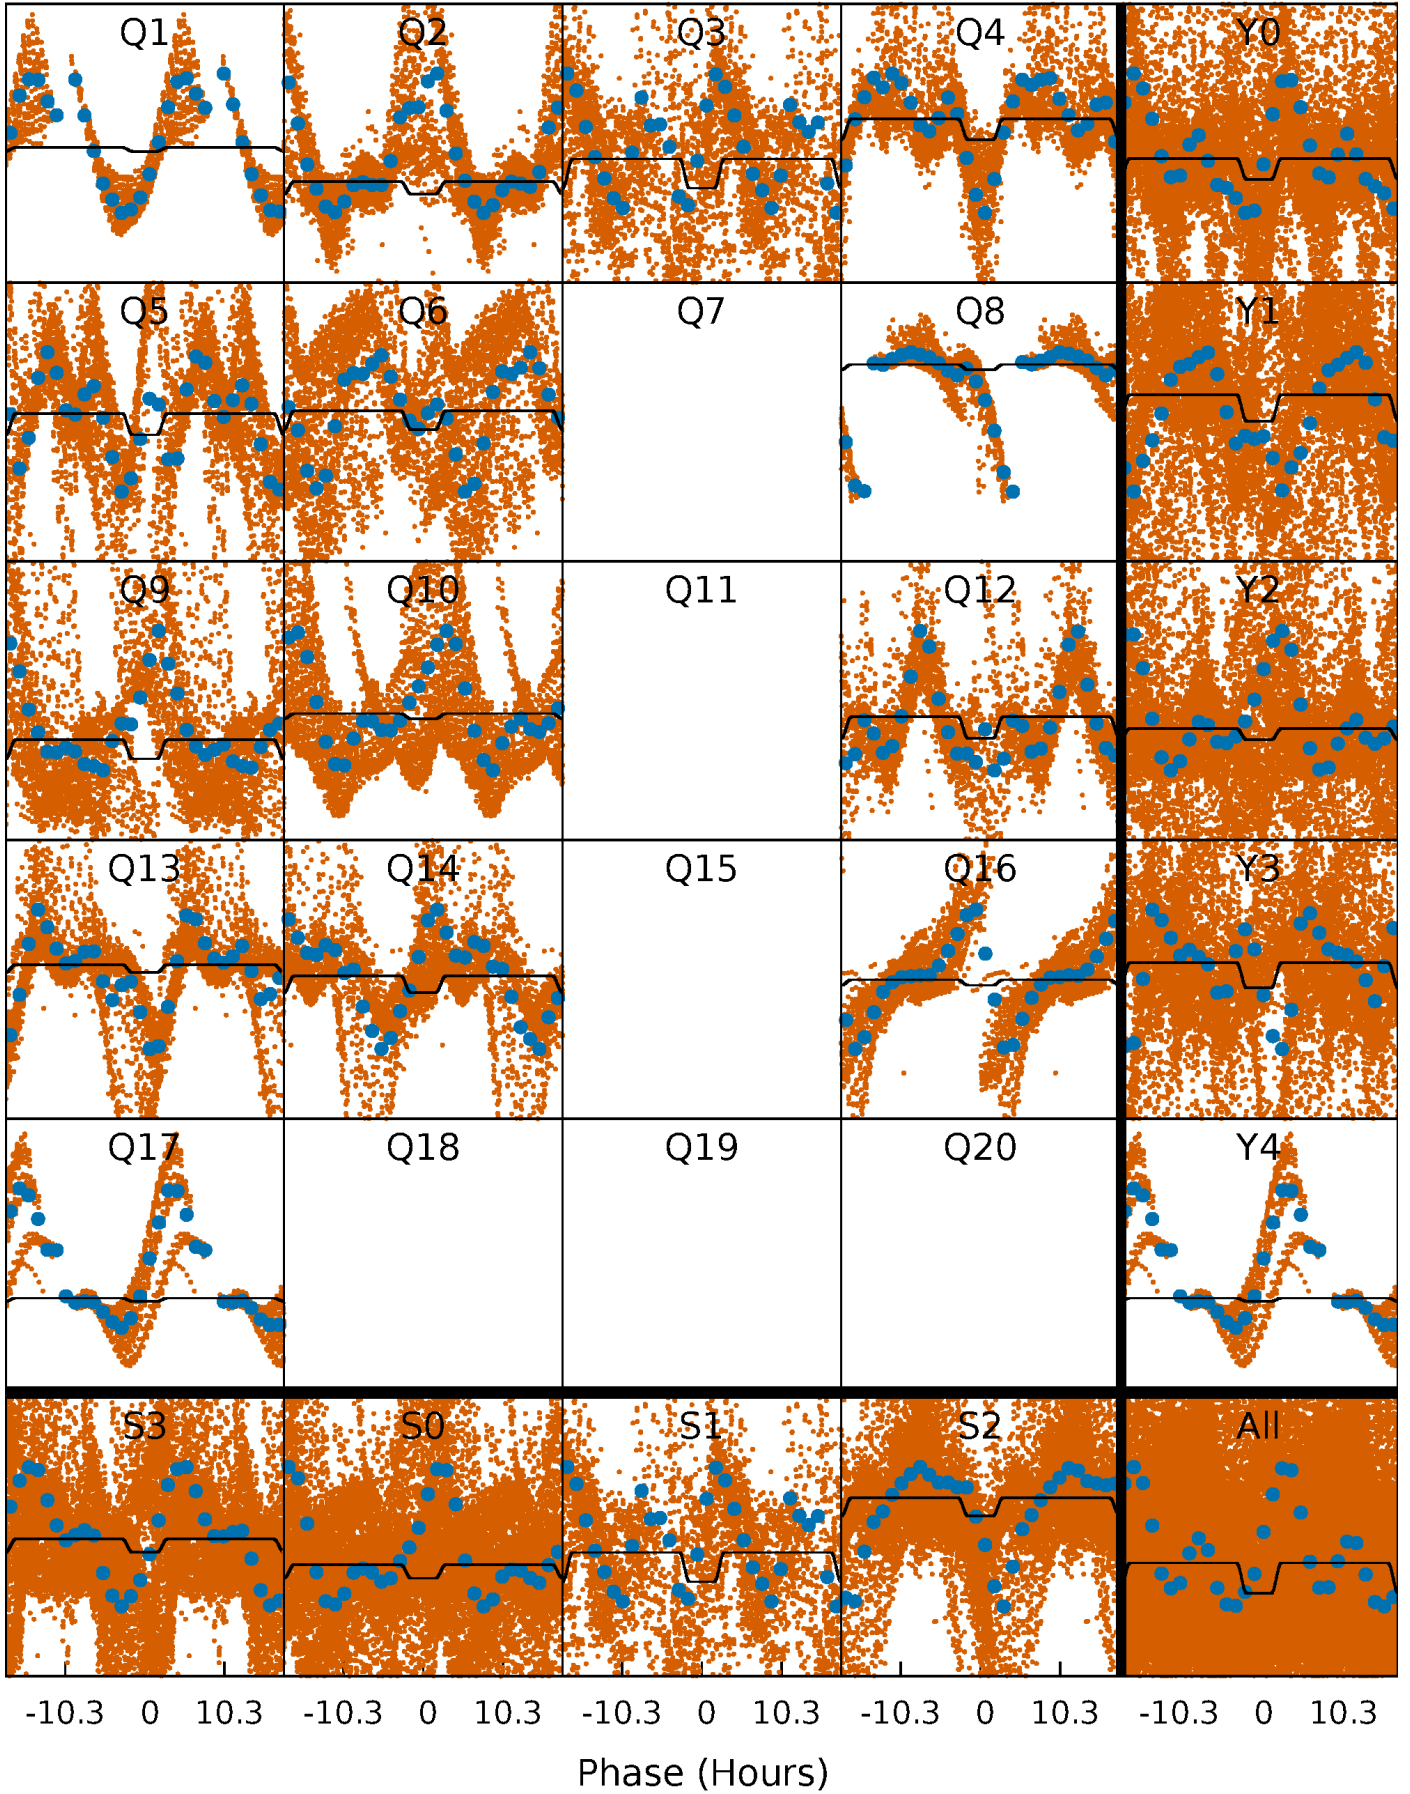 Q1 Q2 Q3 Q4 Y0
Q5 Q6 Q7 Q8 Y1
Q9 Q10 Q11 Q12 Y2
Q13 Q14 Q15 Q16 Y3
Q17 Q18 Q19 Q20 Y4
S3 S0 S1 S2 All
-10.3 0 10.3 -10.3 0 10.3 -10.3 0 10.3 -10.3 0 10.3 -10.3 0 10.3
Phase (Hours)